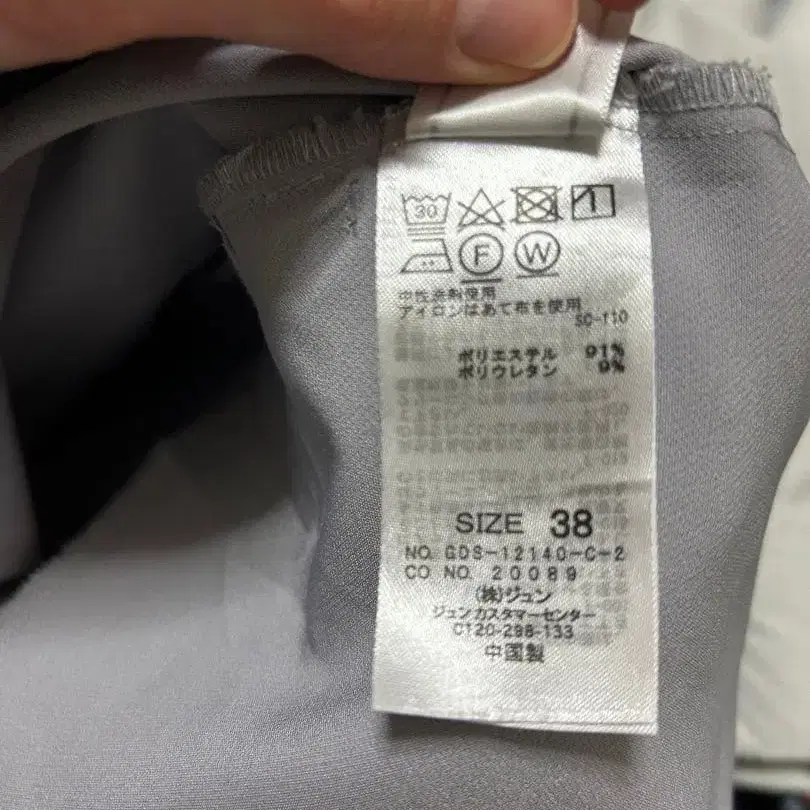 30
F W
中性洗剤使用
アイロンはあて布を使用
SC-110
ポリエステル 91%
ポリウレタン 9%
SIZE 38
NO. GDS-12140-C-2
CO NO. 20089
(株)ジュン
ジュンカスタマーセンター
0120-298-133
中国製